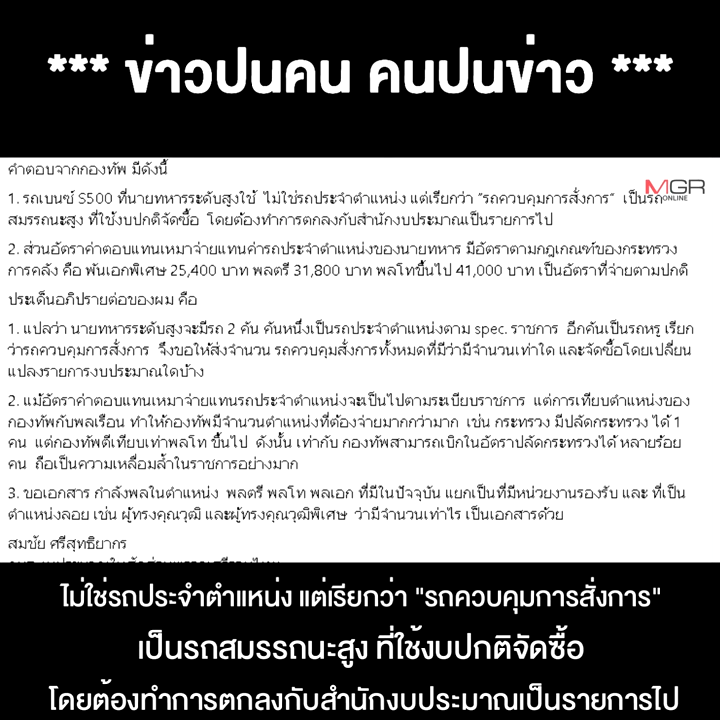 *** ข่าวปนคน คนปนข่าว ***
คำตอบจากกองทัพ มีดังนี้
MGR
ONLINE
1. รถเบนซ์ S500 ที่นายทหารระดับสูงใช้ ไม่ใช่รถประจำตำแหน่ง แต่เรียกว่า "รถควบคุมการสั่งการ" เป็นรถ
สมรรถนะสูง ที่ใช้งบปกติจัดซื้อ โดยต้องทำการตกลงกับสำนักงบประมาณเป็นรายการไป
2. ส่วนอัตราค่าตอบแทนเหมาจ่ายแทนค่ารถประจำตำแหน่งของนายทหาร มีอัตราตามกฎเกณฑ์ของกระทรวง
การคลัง คือ พันเอกพิเศษ 25,400 บาท พลตรี 31,800 บาท พลโทขึ้นไป 41,000 บาท เป็นอัตราที่จ่ายตามปกติ
ประเด็นอภิปรายต่อของผม คือ
1. แปลว่า นายทหารระดับสูงจะมีรถ 2 คัน คันหนึ่งเป็นรถประจำตำแหน่งตาม spec. ราชการ อีกคันเป็นรถหรู เรียก
ว่ารถควบคุมการสั่งการ จึงขอให้ส่งจำนวน รถควบคุมสั่งการทั้งหมดที่มีว่ามีจำนวนเท่าใด และจัดซื้อโดยเปลี่ยน
แปลงรายการงบประมาณใดบ้าง
2. แม้อัตราค่าตอบแทนเหมาจ่ายแทนรถประจำตำแหน่งจะเป็นไปตามระเบียบราชการ แต่การเทียบตำแหน่งของ
กองทัพกับพลเรือน ทำให้กองทัพมีจำนวนตำแหน่งที่ต้องจ่ายมากกว่ามาก เช่น กระทรวง มีปลัดกระทรวง ได้ 1
คน แต่กองทัพตีเทียบเท่าพลโท ขึ้นไป ดังนั้น เท่ากับ กองทัพสามารถเบิกในอัตราปลัดกระทรวงได้ หลายร้อย
คน ถือเป็นความเหลื่อมล้ำในราชการอย่างมาก
3. ขอเอกสาร กำลังพลในตำแหน่ง พลตรี พลโท พลเอก ที่มีในปัจจุบัน แยกเป็นที่มีหน่วยงานรองรับ และ ที่เป็น
ตำแหน่งลอย เช่น ผู้ทรงคุณวุฒิ และผู้ทรงคุณวุฒิพิเศษ ว่ามีจำนวนเท่าไร เป็นเอกสารด้วย
สมชัย ศรีสุทธิยากร
ไม่ใช่รถประจำตำแหน่ง แต่เรียกว่า "รถควบคุมการสั่งการ"
เป็นรถสมรรถนะสูง ที่ใช้งบปกติจัดซื้อ
โดยต้องทำการตกลงกับสำนักงบประมาณเป็นรายการไป